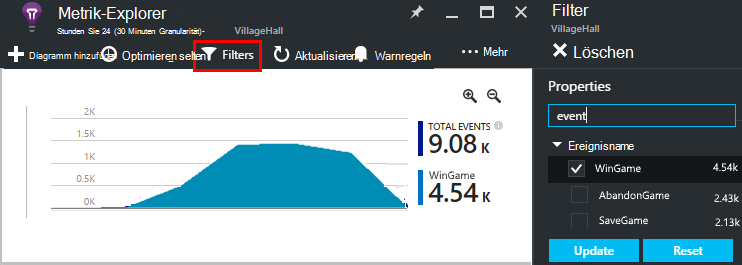 Metrik-Explorer
Stunden Sie 24 (30 Minuten Granularität)- VillageHall
Diagramm hinzufügen Optimieren selten Filters Aktualisieren Warnregeln ··· Mehr
2K
1.5K
1K
0.5K
0K
TOTAL EVENTS
9.08 K
WinGame
4.54 K
Filter
VillageHall
Löschen
Properties
event
Ereignisname
WinGame 4.54k
AbandonGame 2.43k
SaveGame 2.13k
Update Reset